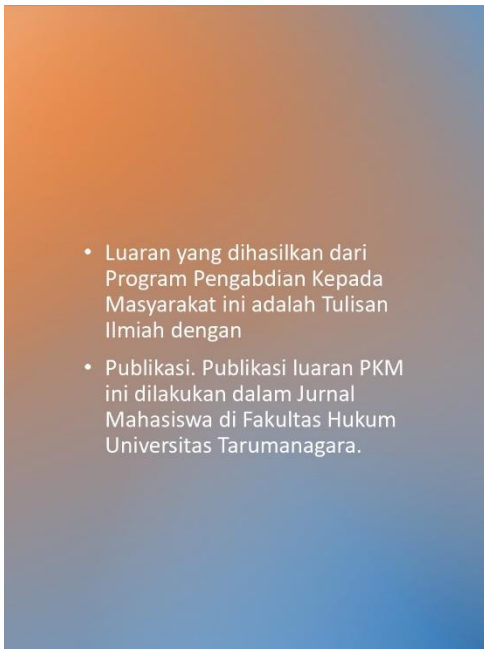 • Luaran yang dihasilkan dari
Program Pengabdian Kepada
Masyarakat ini adalah Tulisan
Ilmiah dengan
• Publikasi. Publikasi luaran PKM
ini dilakukan dalam Jurnal
Mahasiswa di Fakultas Hukum
Universitas Tarumanagara.